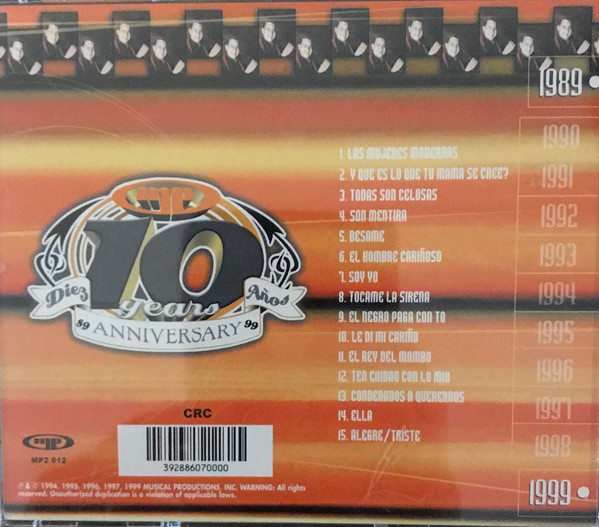 1989
1990
1991
1992
1993
1994
1995
1996
1997
1998
1999
1. LAS MUJERES MODERNAS
2. Y QUE ES LO QUE TU MAMA SE CREE?
3. TODAS SON CELOSAS
4. SON MENTIRA
5. BESAME
6. EL HOMBRE CARIÑOSO
7. SOY YO
8. TOCAME LA SIRENA
9. EL NEGRO PAGA CON TO
10. LE DI MI CARIÑO
11. EL REY DEL MAMBO
12. TEN CUIDAO CON LO MIO
13. CONDENADOS A QUERERNOS
14. ELLA
15. ALEGRE/TRISTE
mp
10
Diez years Años
89 ANNIVERSARY 99
CRC
392886070000
mp
MP2 012
℗ & © 1994, 1995, 1996, 1997, 1999 MUSICAL PRODUCTIONS, INC. WARNING: All rights
reserved. Unauthorized duplication is a violation of applicable laws.